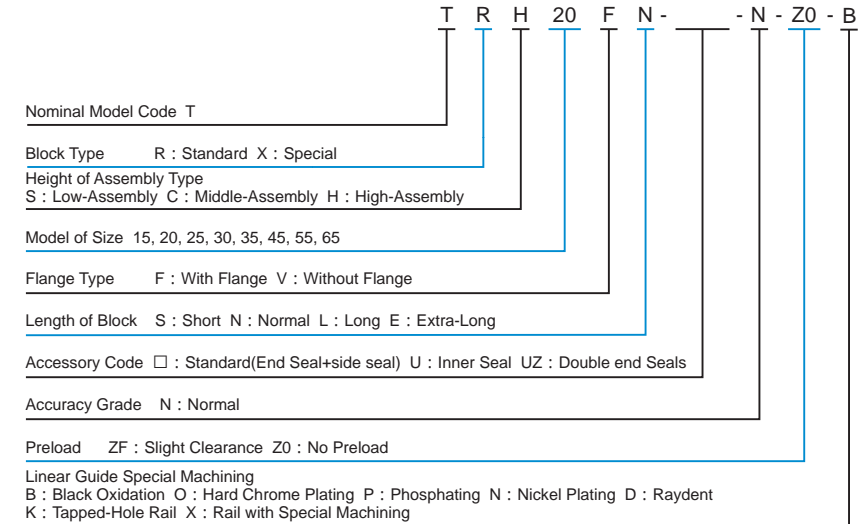 T R H 20 F N - - N - Z0 - B
Nominal Model Code T
Block Type R : Standard X : Special
Height of Assembly Type
S : Low-Assembly C : Middle-Assembly H : High-Assembly
Model of Size 15, 20, 25, 30, 35, 45, 55, 65
Flange Type F : With Flange V : Without Flange
Length of Block S : Short N : Normal L : Long E : Extra-Long
Accessory Code □ : Standard(End Seal+side seal) U : Inner Seal UZ : Double end Seals
Accuracy Grade N : Normal
Preload ZF : Slight Clearance Z0 : No Preload
Linear Guide Special Machining
B : Black Oxidation O : Hard Chrome Plating P : Phosphating N : Nickel Plating D : Raydent
K : Tapped-Hole Rail X : Rail with Special Machining